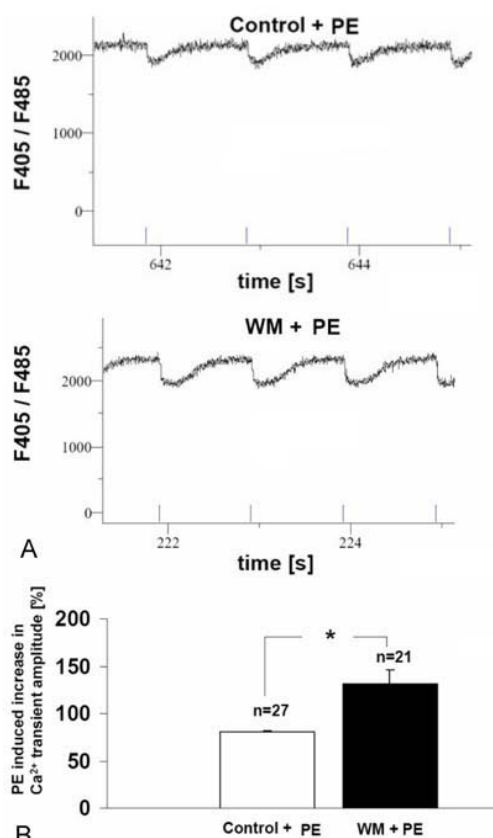 Control + PE
F405 / F485
2000
1000
0
642
644
time [s]
WM + PE
F405 / F485
2000
1000
0
222
224
time [s]
A
PE induced increase in
Ca²⁺ transient amplitude [%]
200
150
100
50
0
*
n=27
n=21
Control + PE
WM + PE
B